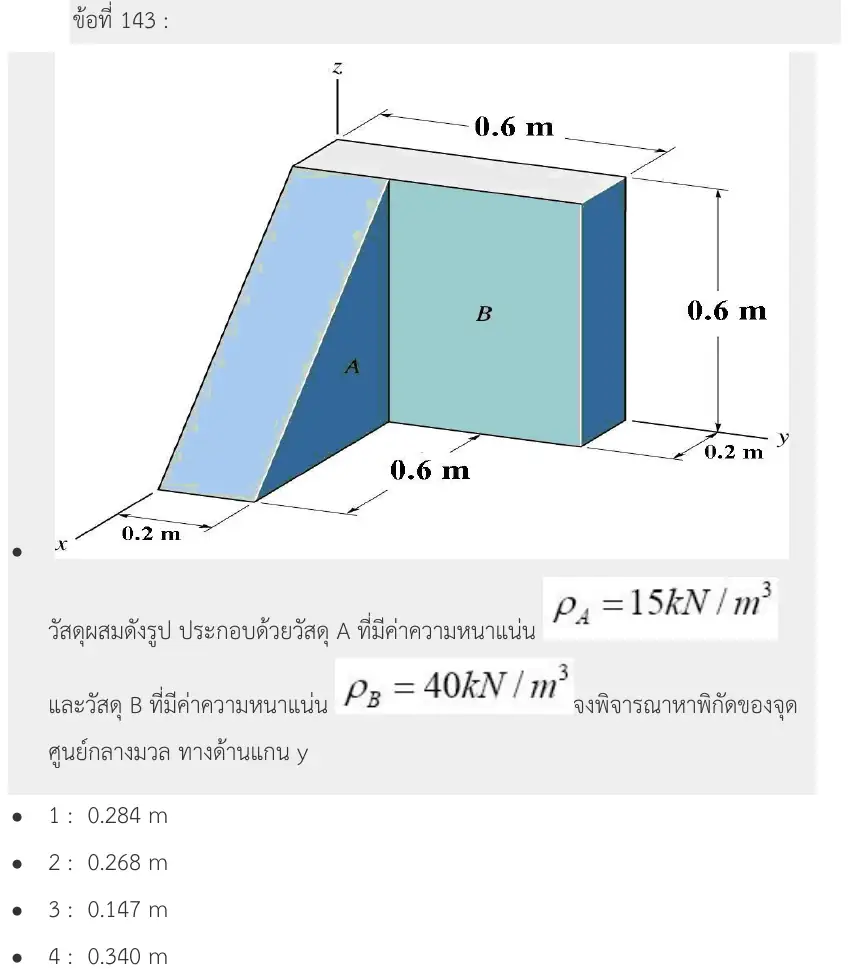 ข้อที่ 143 :
z
0.6 m
0.6 m
B
A
y
0.2 m
0.6 m
0.2 m
x
วัสดุผสมดังรูป ประกอบด้วยวัสดุ A ที่มีค่าความหนาแน่น ρA = 15kN / m³
และวัสดุ B ที่มีค่าความหนาแน่น ρB = 40kN / m³ จงพิจารณาหาพิกัดของจุด
ศูนย์กลางมวล ทางด้านแกน y
1 : 0.284 m
2 : 0.268 m
3 : 0.147 m
4 : 0.340 m